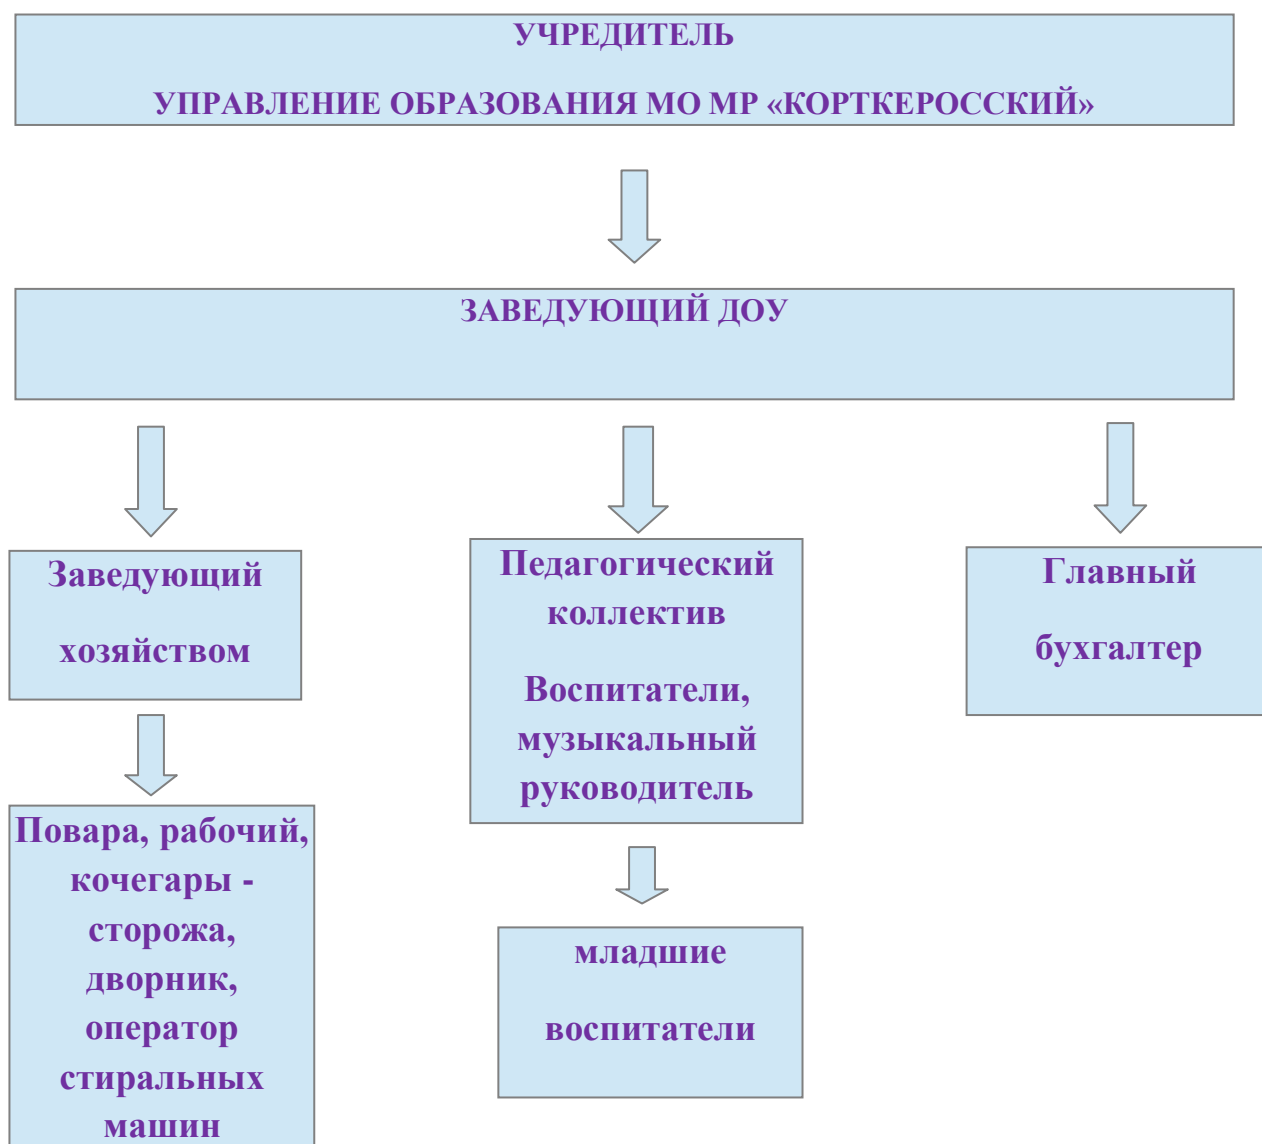 УЧРЕДИТЕЛЬ
УПРАВЛЕНИЕ ОБРАЗОВАНИЯ МО МР «КОРТКЕРОССКИЙ»
ЗАВЕДУЮЩИЙ ДОУ
Заведующий
хозяйством
Педагогический
коллектив
Воспитатели,
музыкальный
руководитель
Главный
бухгалтер
Повара, рабочий,
кочегары -
сторожа,
дворник,
оператор
стиральных
машин
младшие
воспитатели